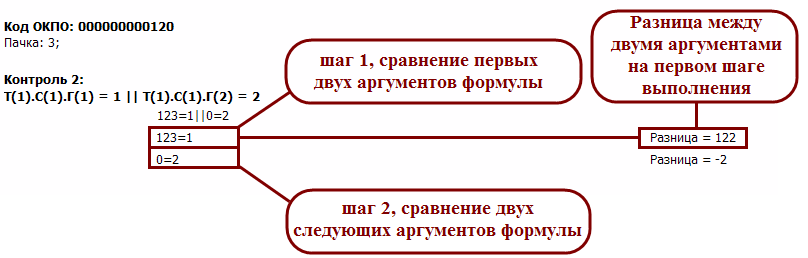 Код ОКПО: 000000000120
Пачка: 3;
Контроль 2:
Т(1).С(1).Г(1) = 1 || Т(1).С(1).Г(2) = 2
123=1||0=2
123=1
0=2
шаг 1, сравнение первых
двух аргументов формулы
Разница между
двумя аргументами
на первом шаге
выполнения
Разница = 122
Разница = -2
шаг 2, сравнение двух
следующих аргументов формулы